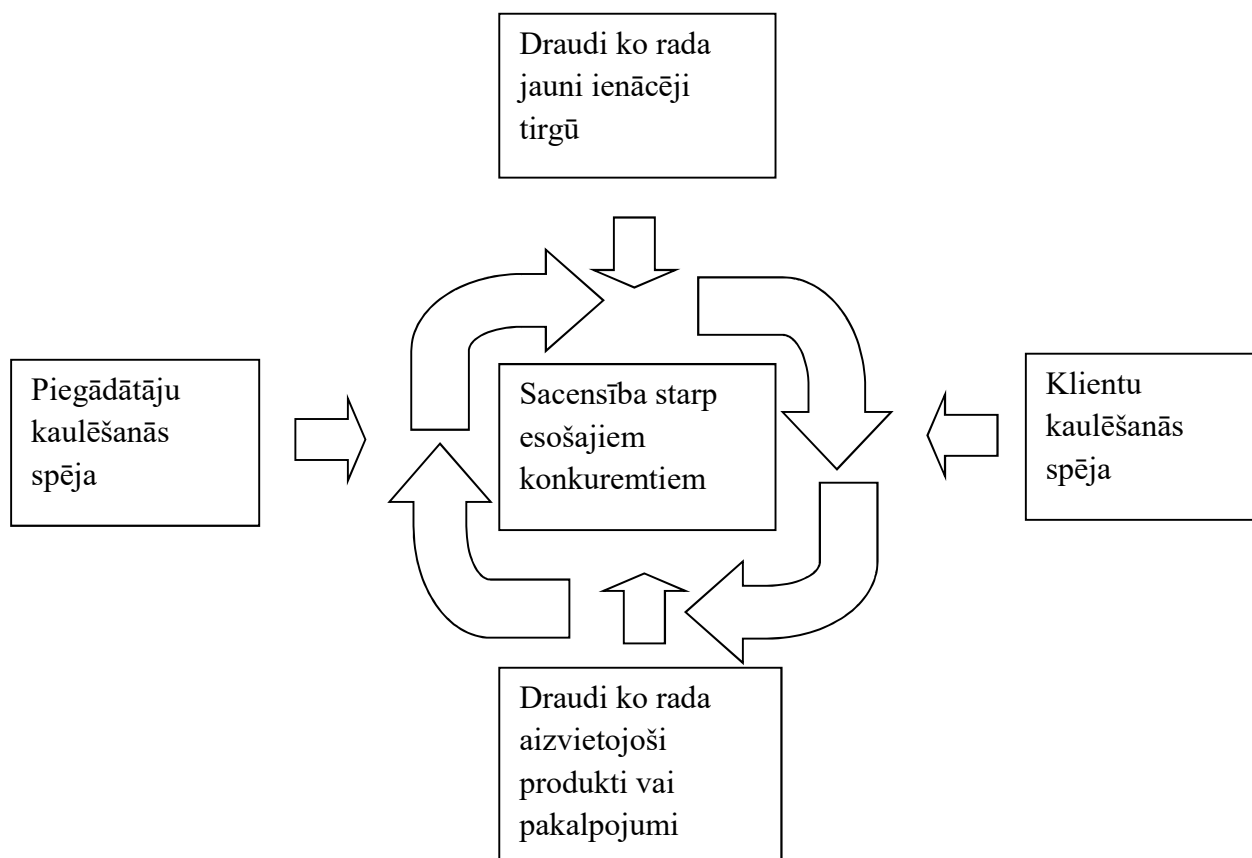 Draudi ko rada
jauni ienācēji
tirgū
Piegādātāju
kaulēšanās
spēja
Sacensība starp
esošajiem
konkuremtiem
Klientu
kaulēšanās
spēja
Draudi ko rada
aizvietojoši
produkti vai
pakalpojumi